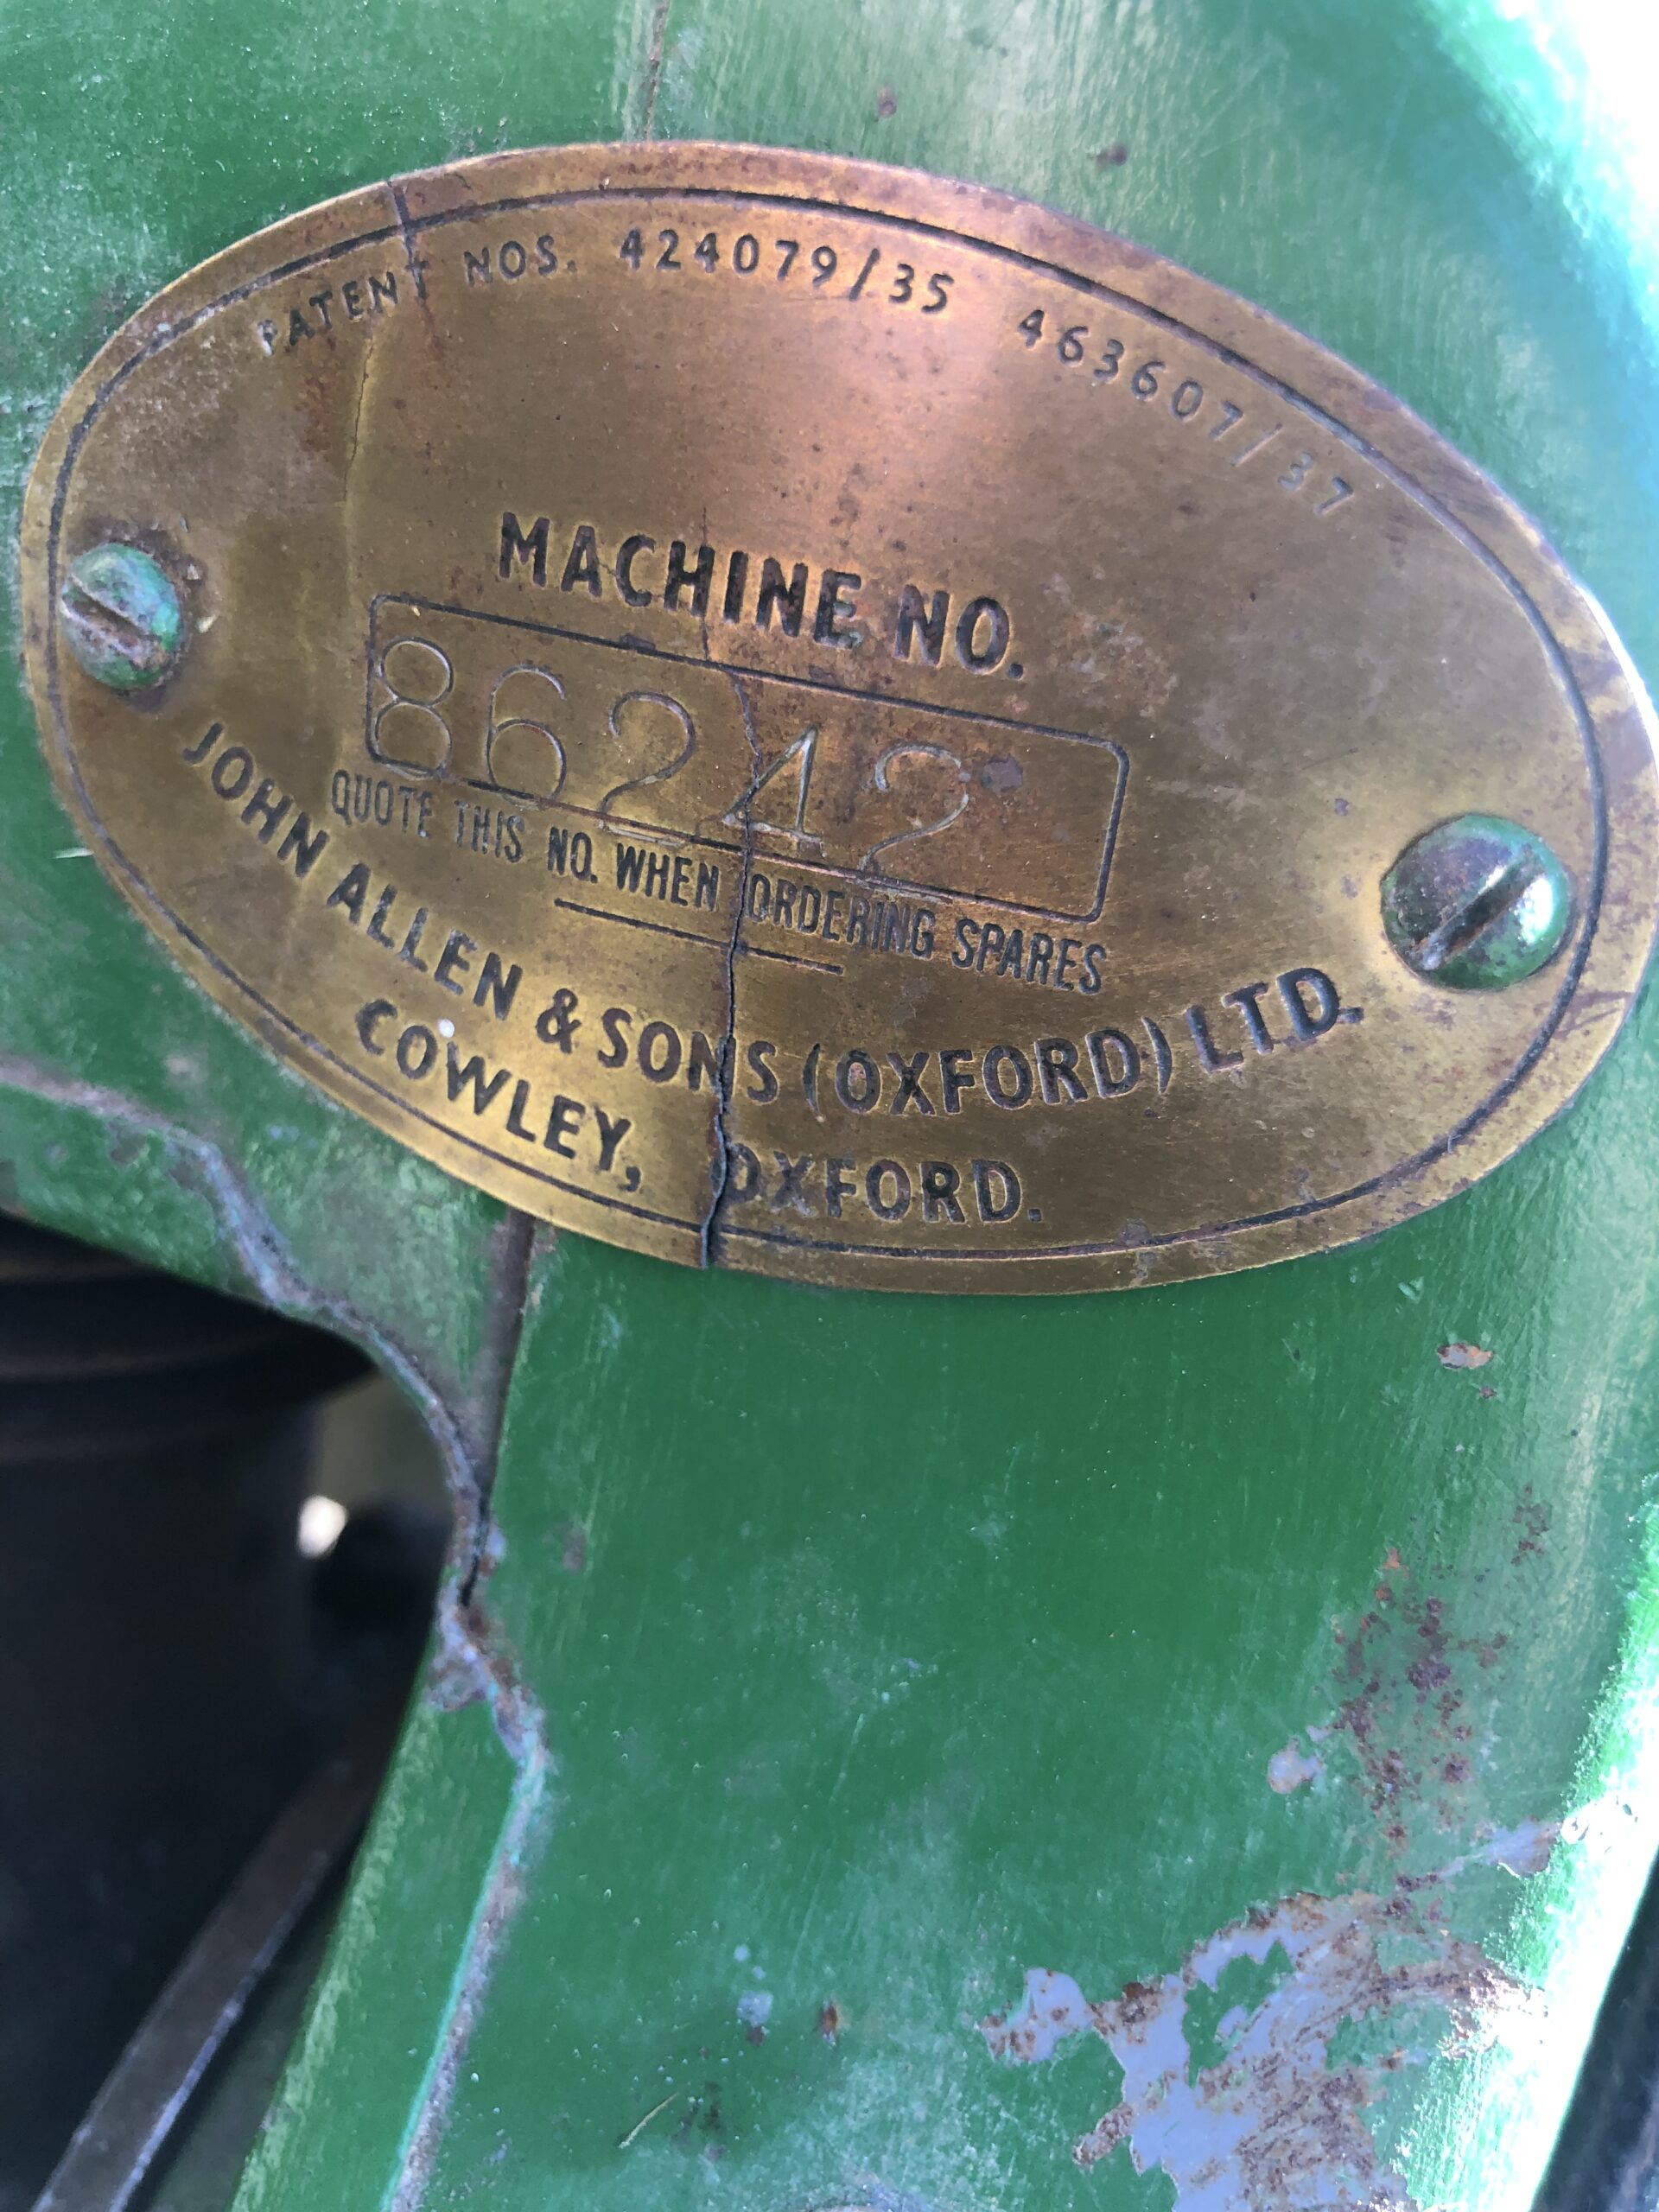 PATENT NOS. 424079/35 463607/37
MACHINE NO.
86242
QUOTE THIS NO. WHEN ORDERING SPARES
JOHN ALLEN & SONS (OXFORD) LTD.
COWLEY, OXFORD.